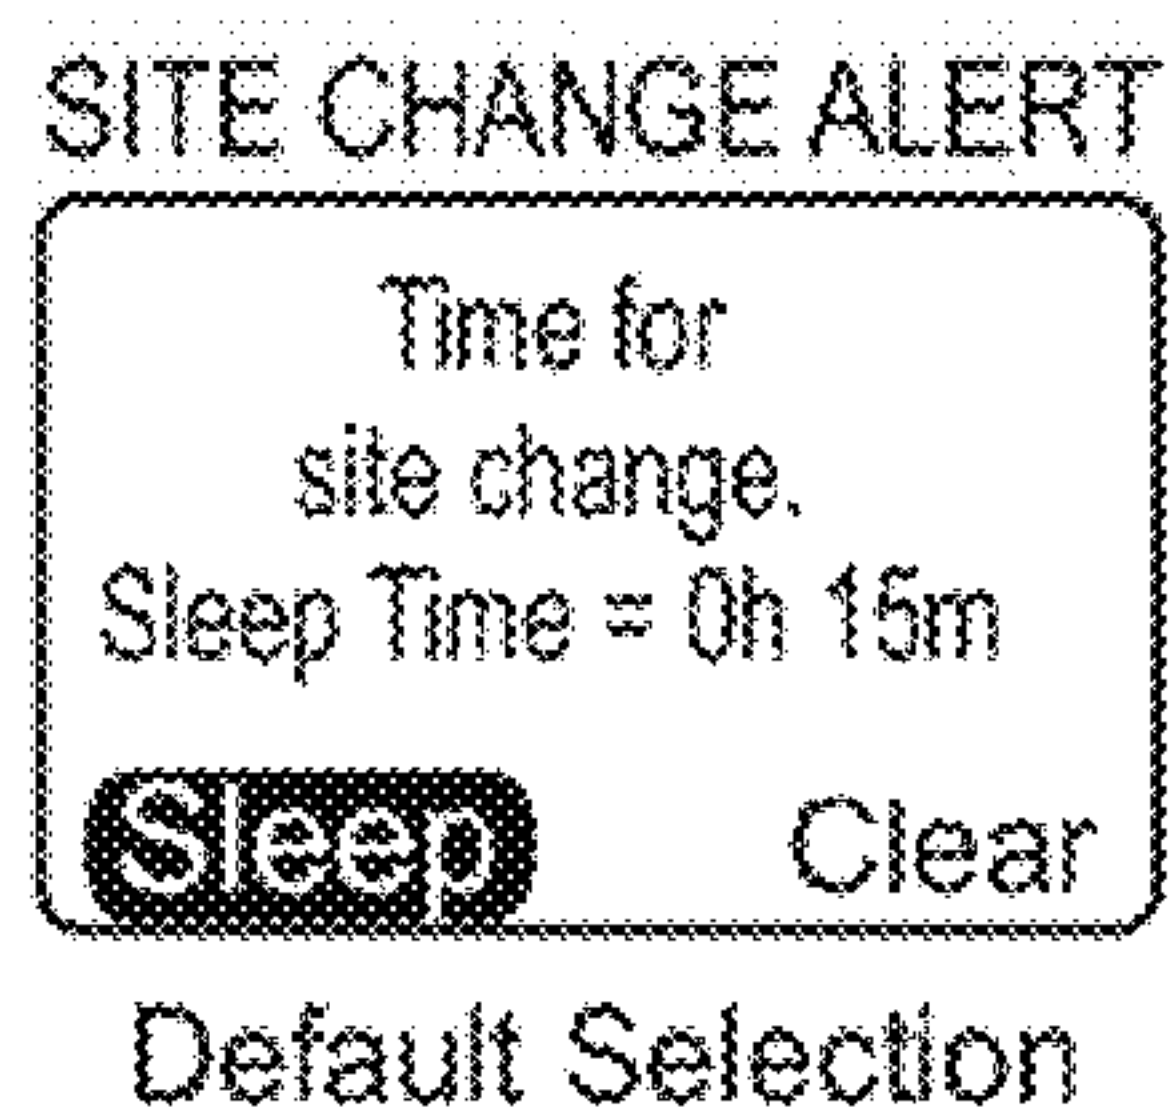 SITE CHANGE ALERT
Time for
site change.
Sleep Time = 0h 15m
Sleep Clear
Default Selection